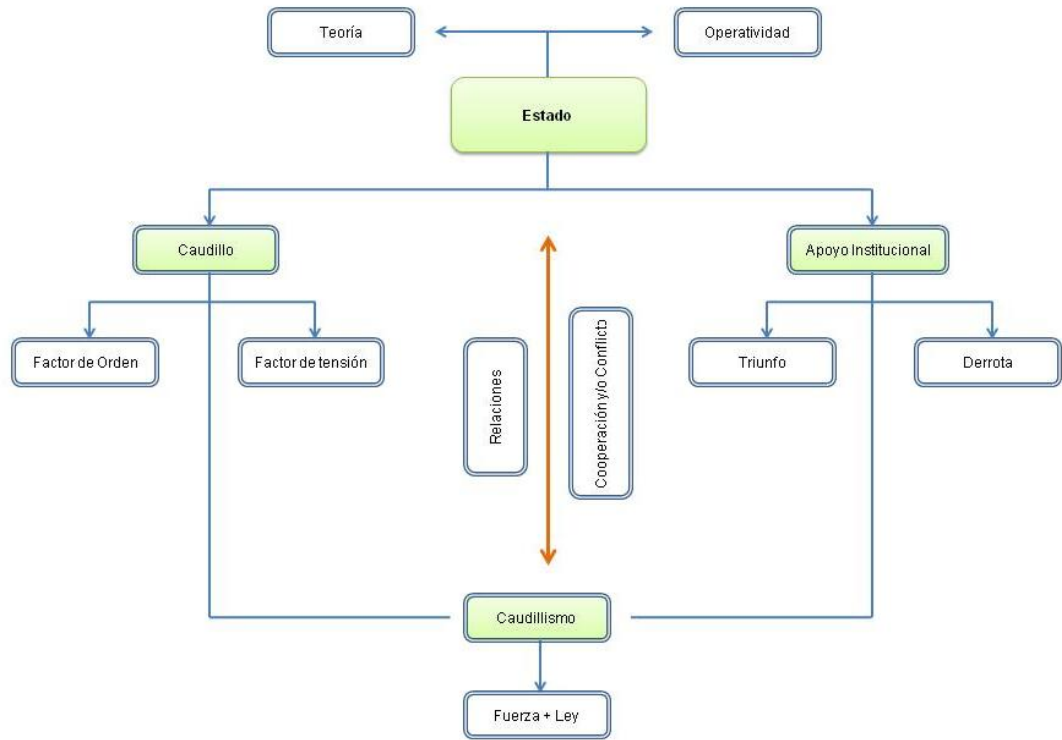 Teoría
Operatividad
Estado
Caudillo
Apoyo Institucional
Factor de Orden
Factor de tensión
Relaciones
Cooperación y/o Conflicto
Triunfo
Derrota
Caudillismo
Fuerza + Ley